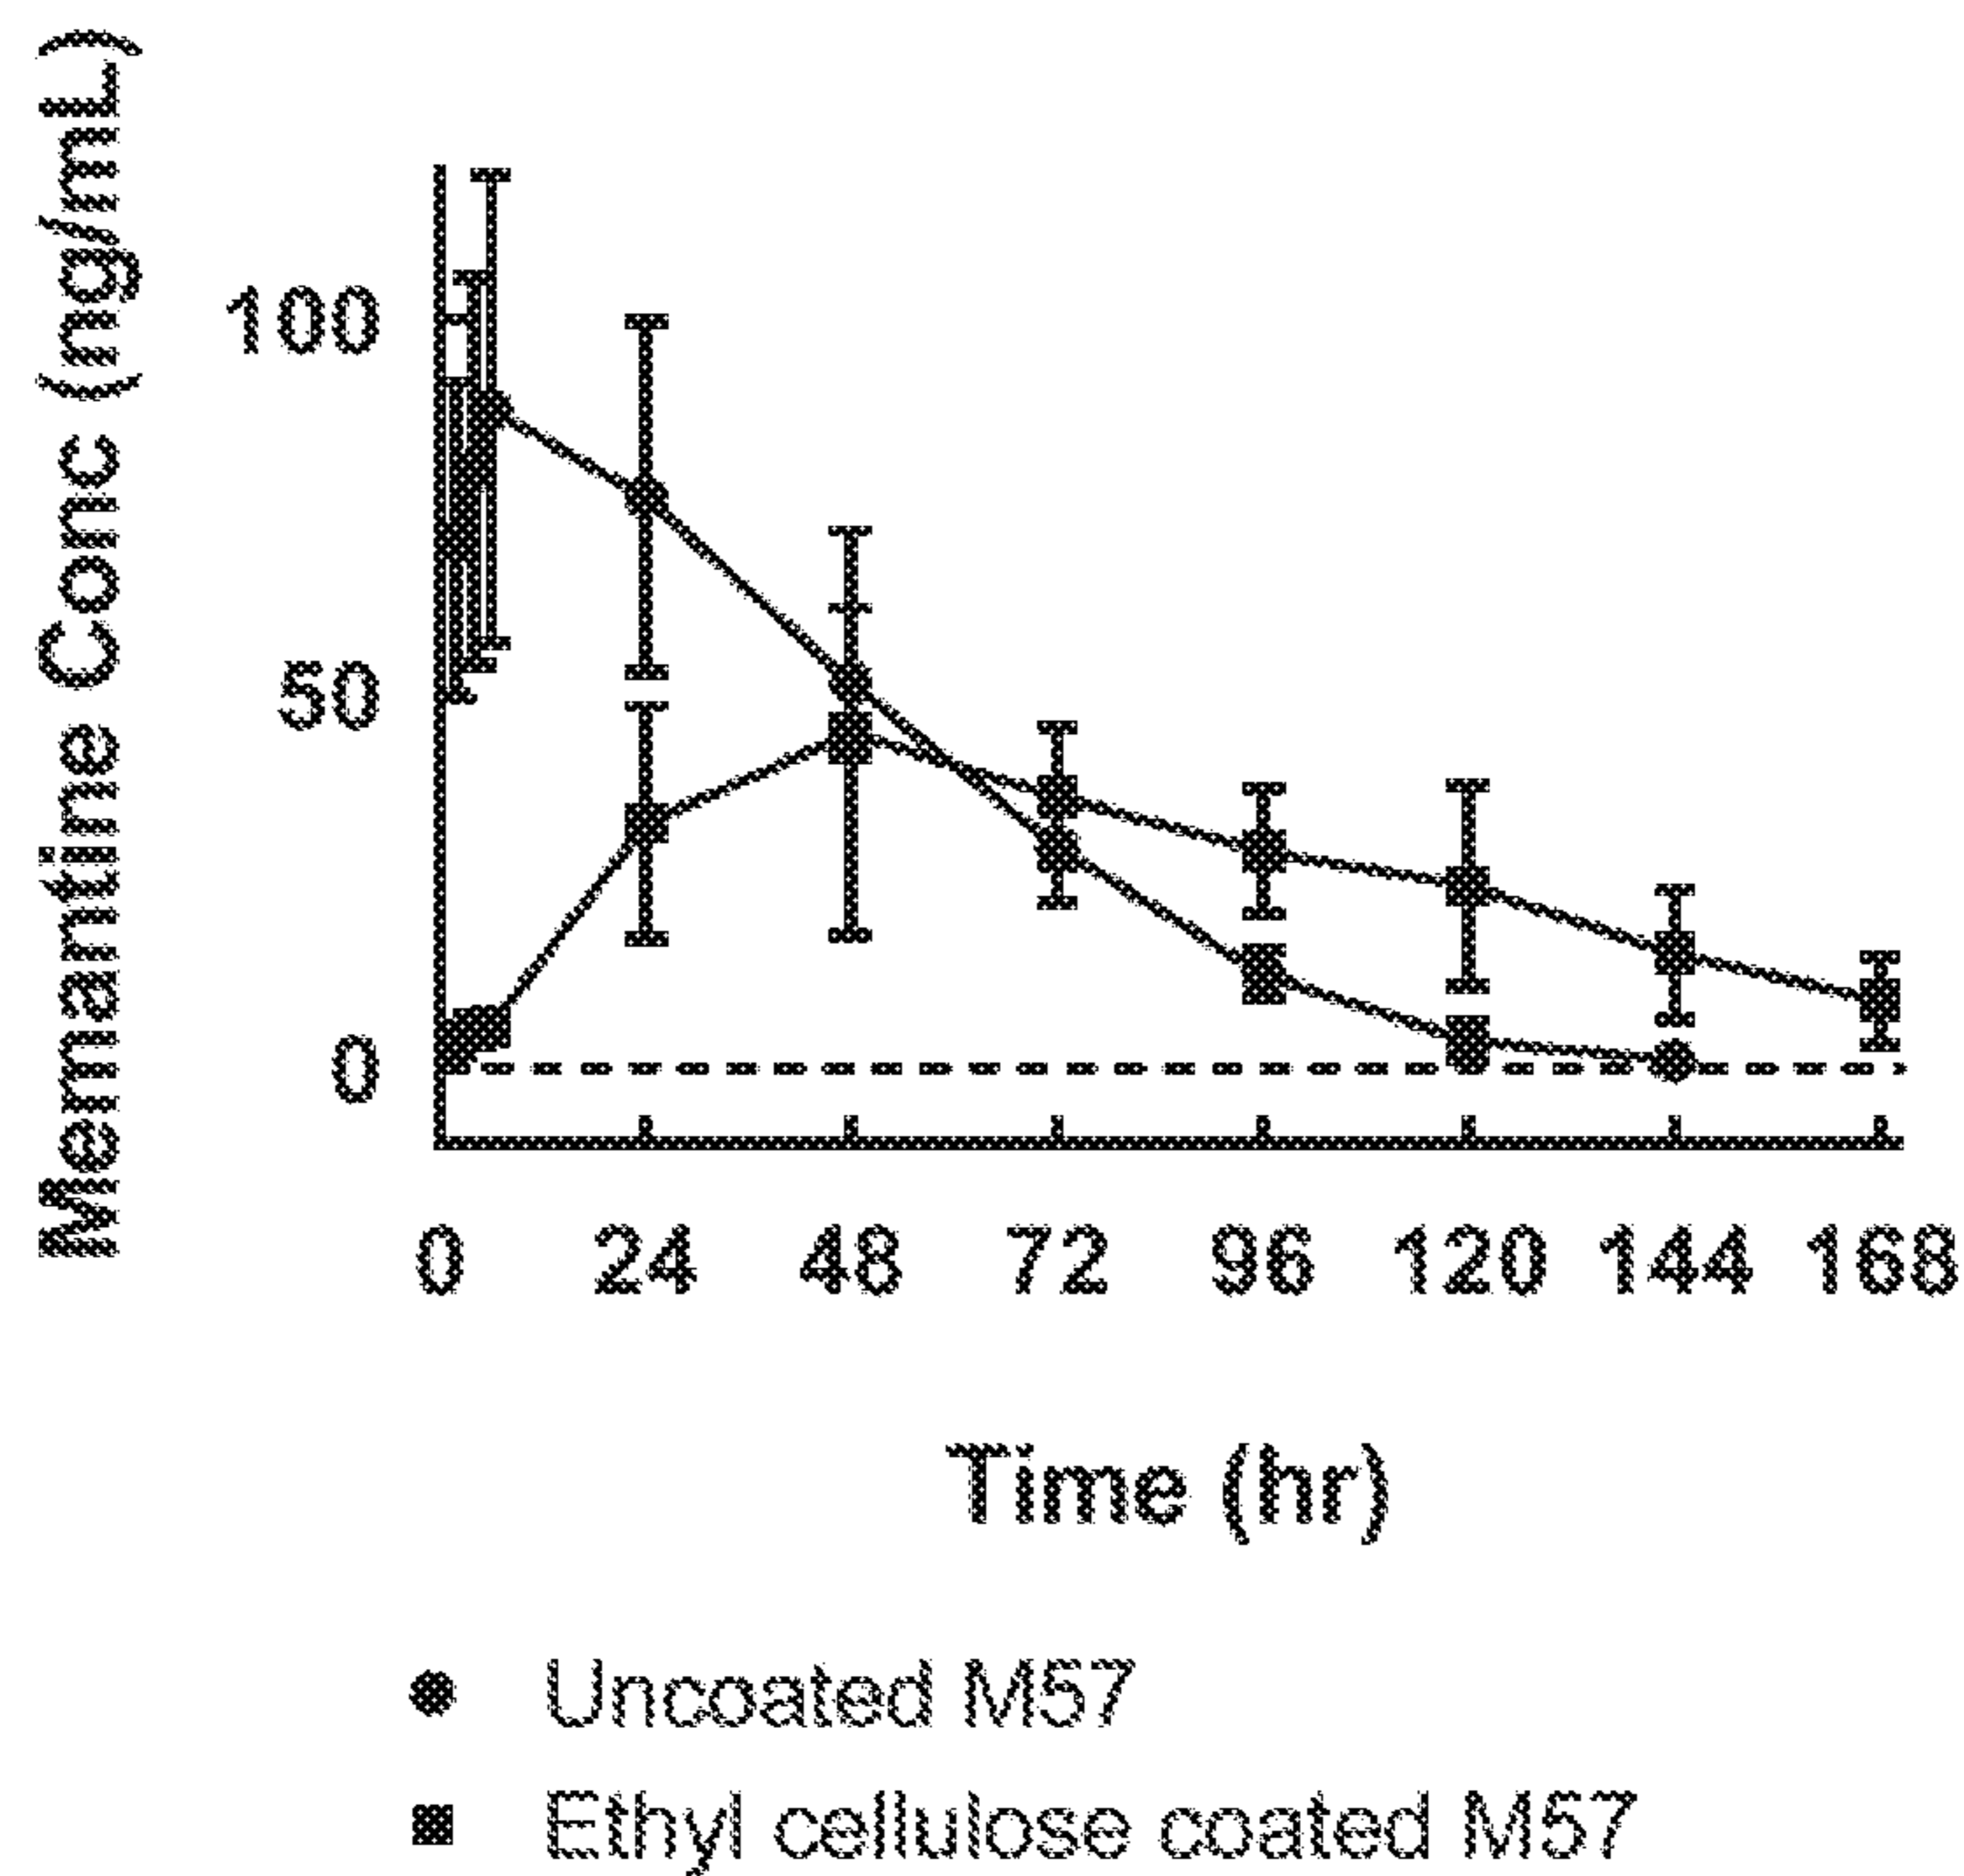 Memantine Conc (ng/mL)
100
50
0
0 24 48 72 96 120 144 168
Time (hr)
Uncoated M57
Ethyl cellulose coated M57